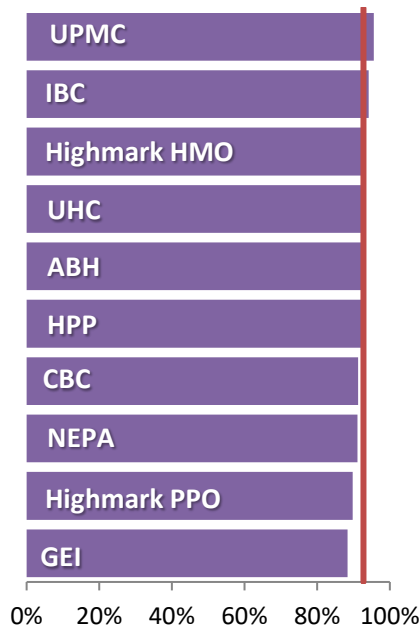 UPMC
IBC
Highmark HMO
UHC
ABH
HPP
CBC
NEPA
Highmark PPO
GEI
0% 20% 40% 60% 80% 100%